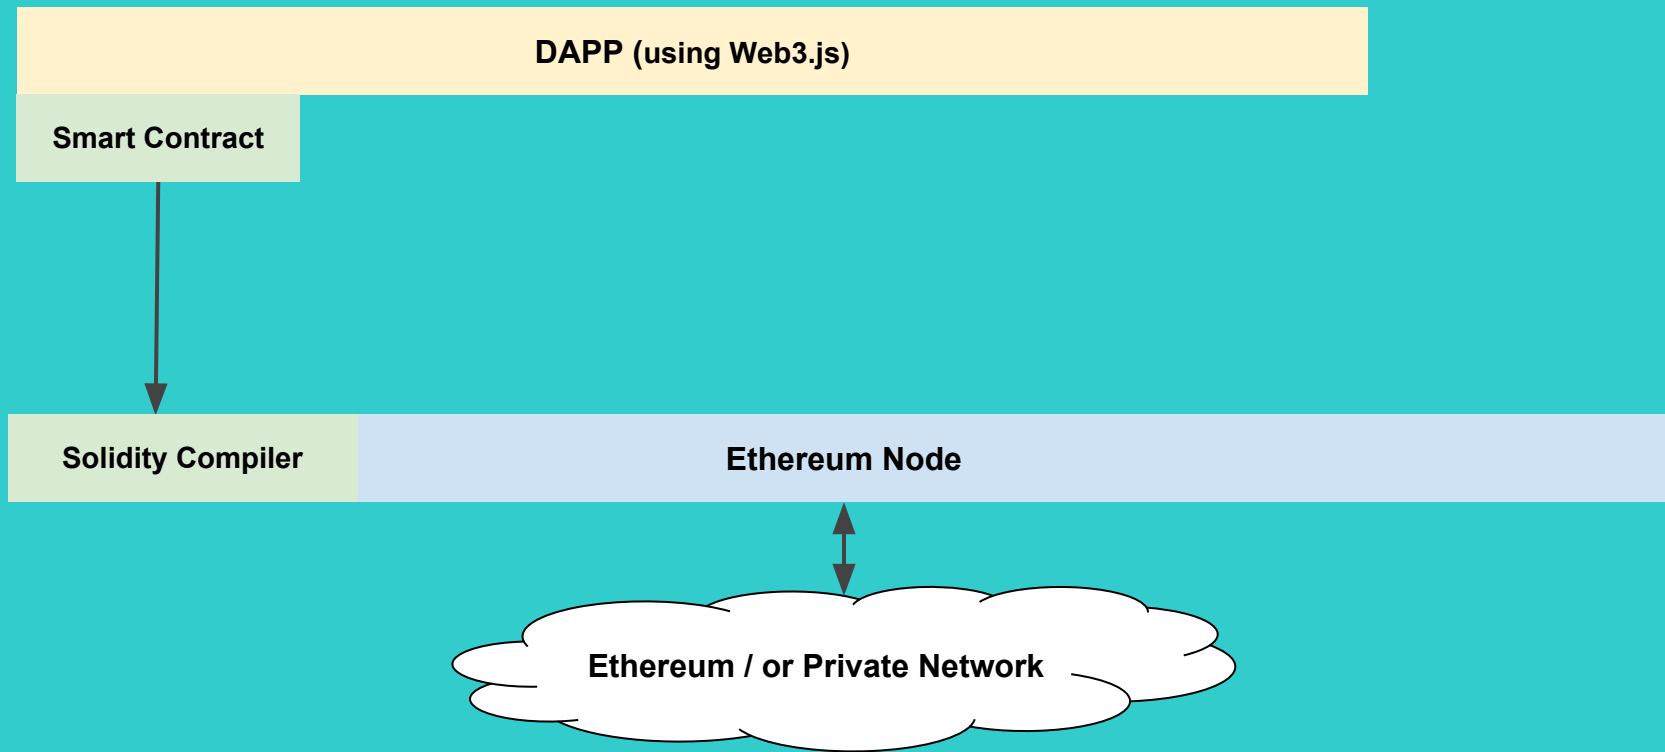 DAPP (using Web3.js)
Smart Contract
Solidity Compiler
Ethereum Node
Ethereum / or Private Network